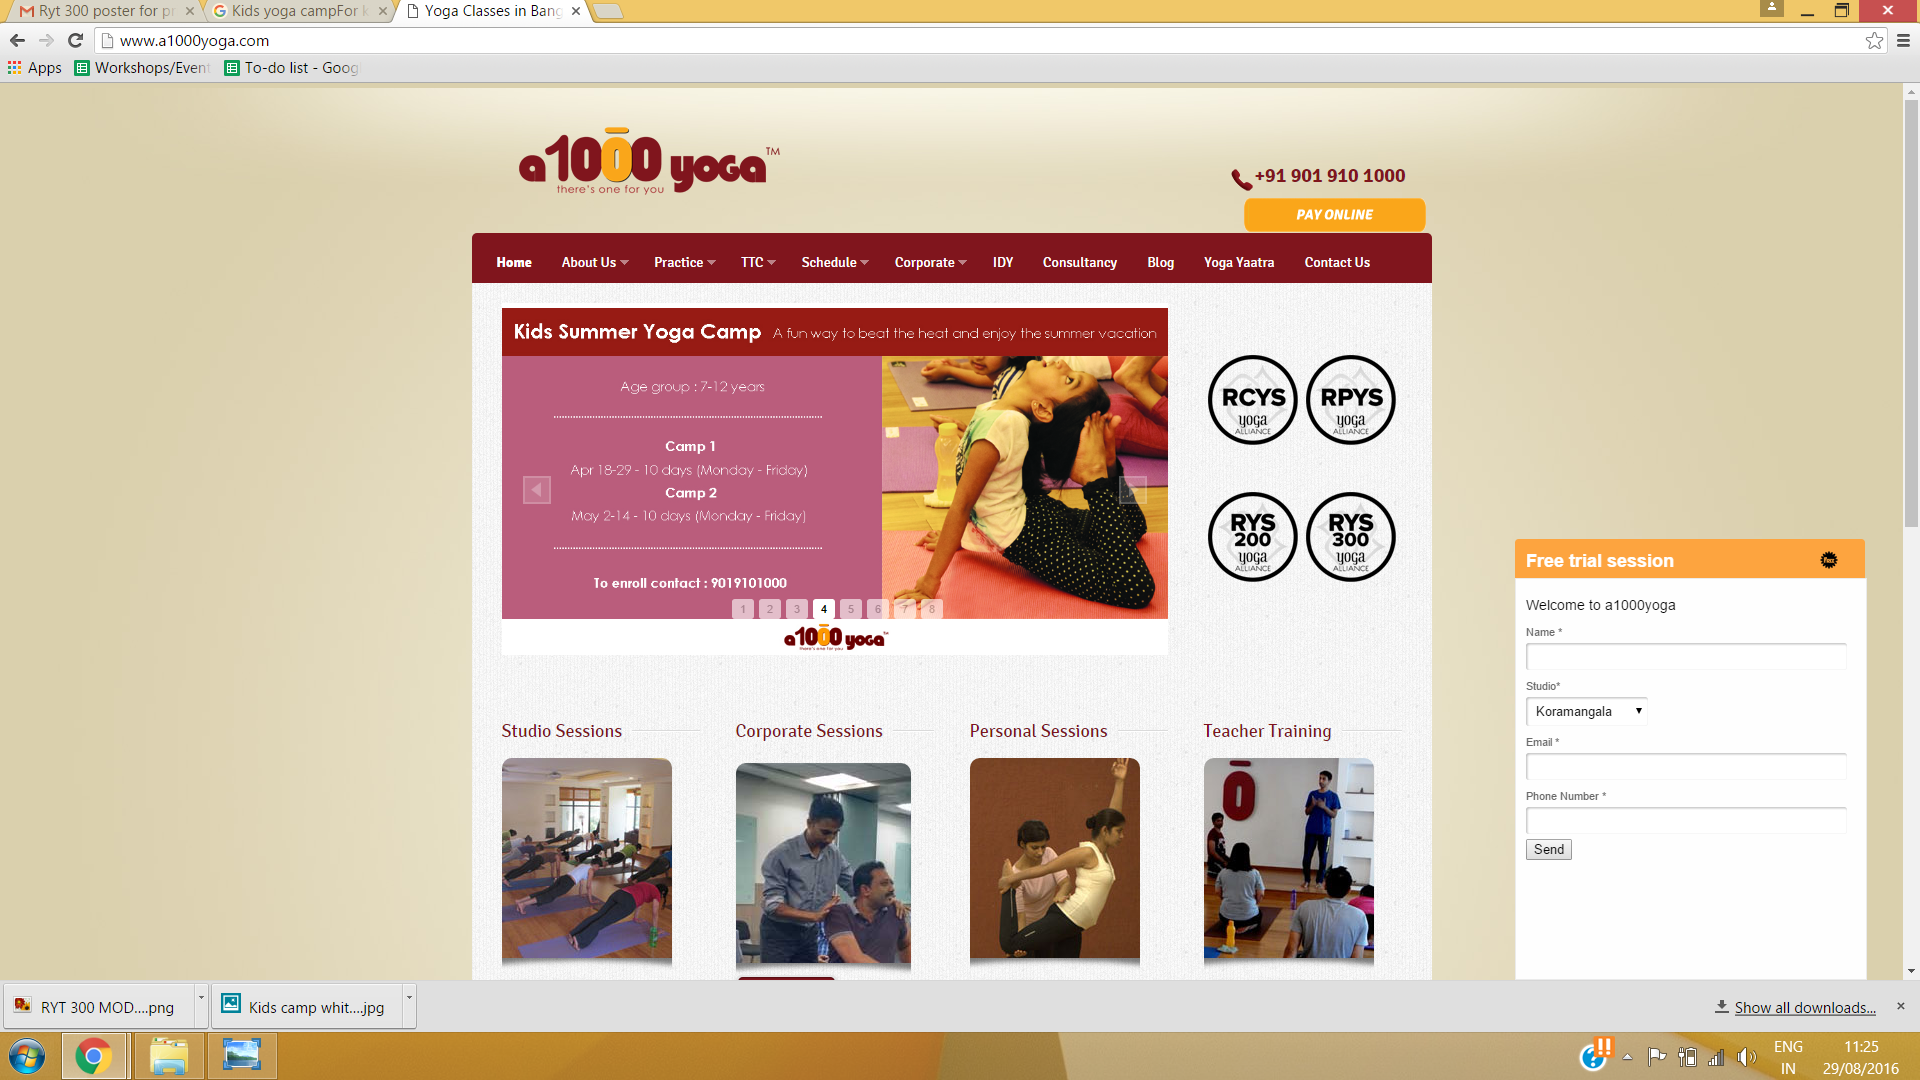 Ryt 300 poster for pr
Kids yoga campFor k
Yoga Classes in Bang
www.a1000yoga.com
Apps
Workshops/Event
To-do list - Goog
a1000 yoga TM
there's one for you
+91 901 910 1000
PAY ONLINE
Home About Us Practice TTC Schedule Corporate IDY Consultancy Blog Yoga Yaatra Contact Us
Kids Summer Yoga Camp A fun way to beat the heat and enjoy the summer vacation
Age group : 7-12 years
Camp 1
Apr 18-29 - 10 days (Monday - Friday)
Camp 2
May 2-14 - 10 days (Monday - Friday)
To enroll contact : 9019101000
1 2 3 4 5 6 7 8
a1000 yoga
there's one for you
RCYS
yoga
ALLIANCE
RPYS
yoga
ALLIANCE
RYS
200
yoga
ALLIANCE
RYS
300
yoga
ALLIANCE
Free trial session
Welcome to a1000yoga
Name *
Studio*
Koramangala
Email *
Phone Number *
Send
Studio Sessions
Corporate Sessions
Personal Sessions
Teacher Training
RYT 300 MOD....png
Kids camp whit....jpg
Show all downloads...
ENG
IN
11:25
29/08/2016